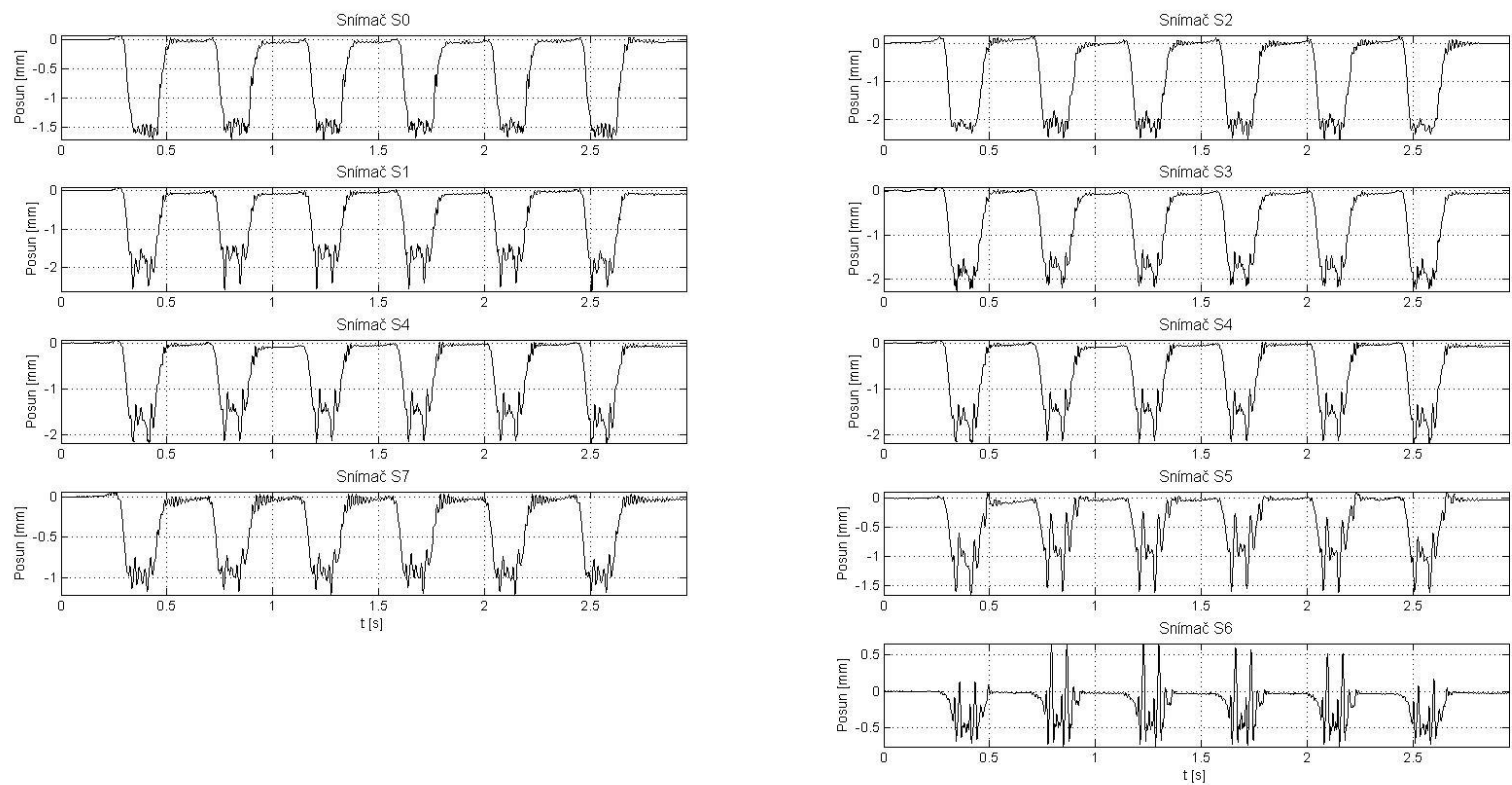 Snímač S0
Posun [mm]
0
-0.5
-1
-1.5
0 0.5 1 1.5 2 2.5
Snímač S1
Posun [mm]
0
-1
-2
0 0.5 1 1.5 2 2.5
Snímač S4
Posun [mm]
0
-1
-2
0 0.5 1 1.5 2 2.5
Snímač S7
Posun [mm]
0
-0.5
-1
0 0.5 1 1.5 2 2.5
t [s]
Snímač S2
Posun [mm]
0
-1
-2
0 0.5 1 1.5 2 2.5
Snímač S3
Posun [mm]
0
-1
-2
0 0.5 1 1.5 2 2.5
Snímač S4
Posun [mm]
0
-1
-2
0 0.5 1 1.5 2 2.5
Snímač S5
Posun [mm]
0
-0.5
-1
-1.5
0 0.5 1 1.5 2 2.5
Snímač S6
Posun [mm]
0.5
0
-0.5
0 0.5 1 1.5 2 2.5
t [s]